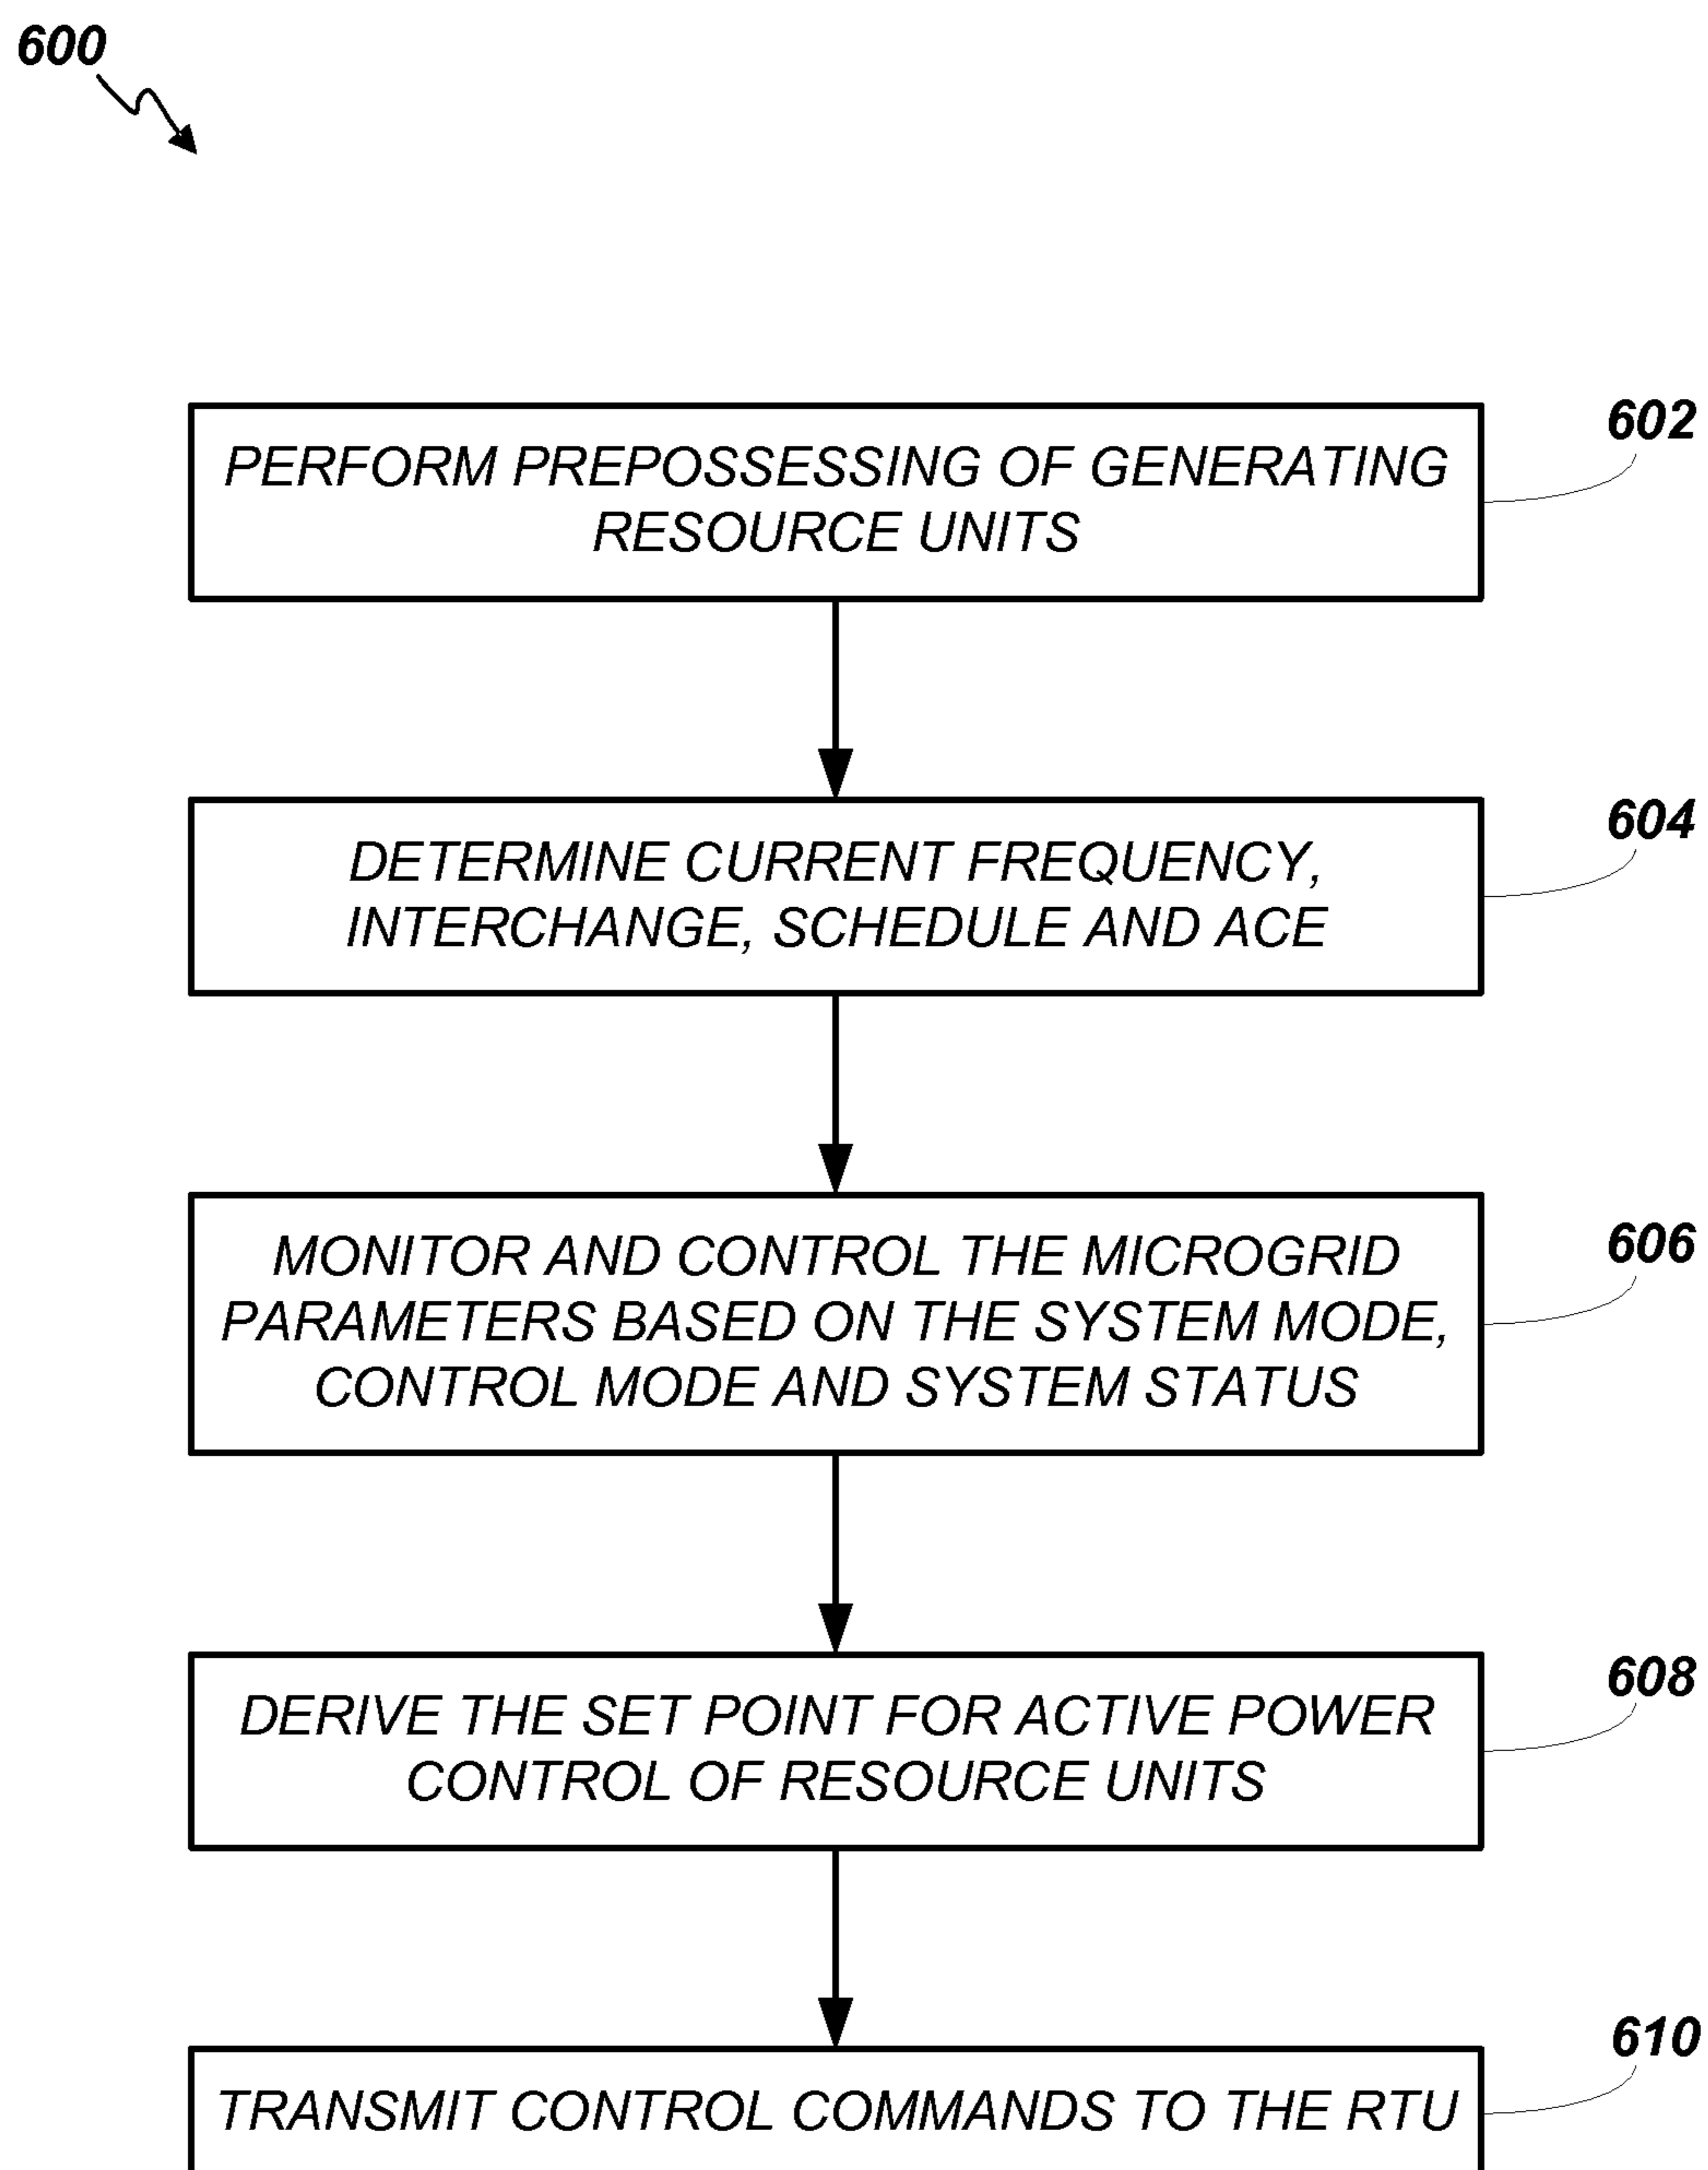 600
602
PERFORM PREPOSSESSING OF GENERATING
RESOURCE UNITS
604
DETERMINE CURRENT FREQUENCY,
INTERCHANGE, SCHEDULE AND ACE
606
MONITOR AND CONTROL THE MICROGRID
PARAMETERS BASED ON THE SYSTEM MODE,
CONTROL MODE AND SYSTEM STATUS
608
DERIVE THE SET POINT FOR ACTIVE POWER
CONTROL OF RESOURCE UNITS
610
TRANSMIT CONTROL COMMANDS TO THE RTU